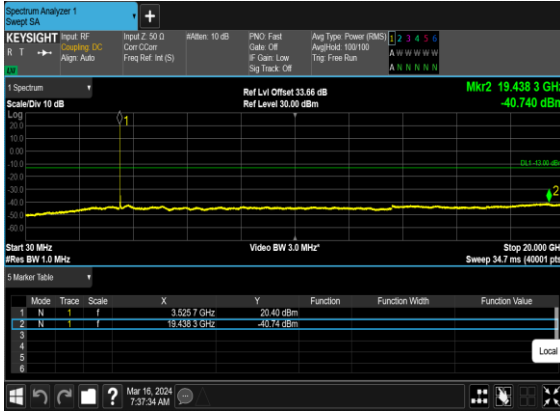 Spectrum Analyzer 1
Swept SA
+
KEYSIGHT
R T
Input: RF
Coupling: DC
Align: Auto
Input Z: 50 Ω
Corr CCorr
Freq Ref: Int (S)
#Atten: 10 dB
PNO: Fast
Gate: Off
IF Gain: Low
Sig Track: Off
Avg Type: Power (RMS)
Avg|Hold: 100/100
Trig: Free Run
1 2 3 4 5 6
A W W W W W
A N N N N N
1 Spectrum
Scale/Div 10 dB
Ref Lvl Offset 33.66 dB
Ref Level 30.00 dBm
Mkr2 19.438 3 GHz
-40.740 dBm
Log
20.0
10.0
0.00
-10.0
-20.0
-30.0
-40.0
-50.0
-60.0
1
DL1 -13.00 dBm
2
Start 30 MHz
#Res BW 1.0 MHz
Video BW 3.0 MHz*
Stop 20.000 GH
Sweep 34.7 ms (40001 pts
5 Marker Table
Mode Trace Scale X Y Function Function Width Function Value
1 N 1 f 3.525 7 GHz 20.40 dBm
2 N 1 f 19.438 3 GHz -40.74 dBm
3
4
5
6
Local
?
Mar 16, 2024
7:37:34 AM